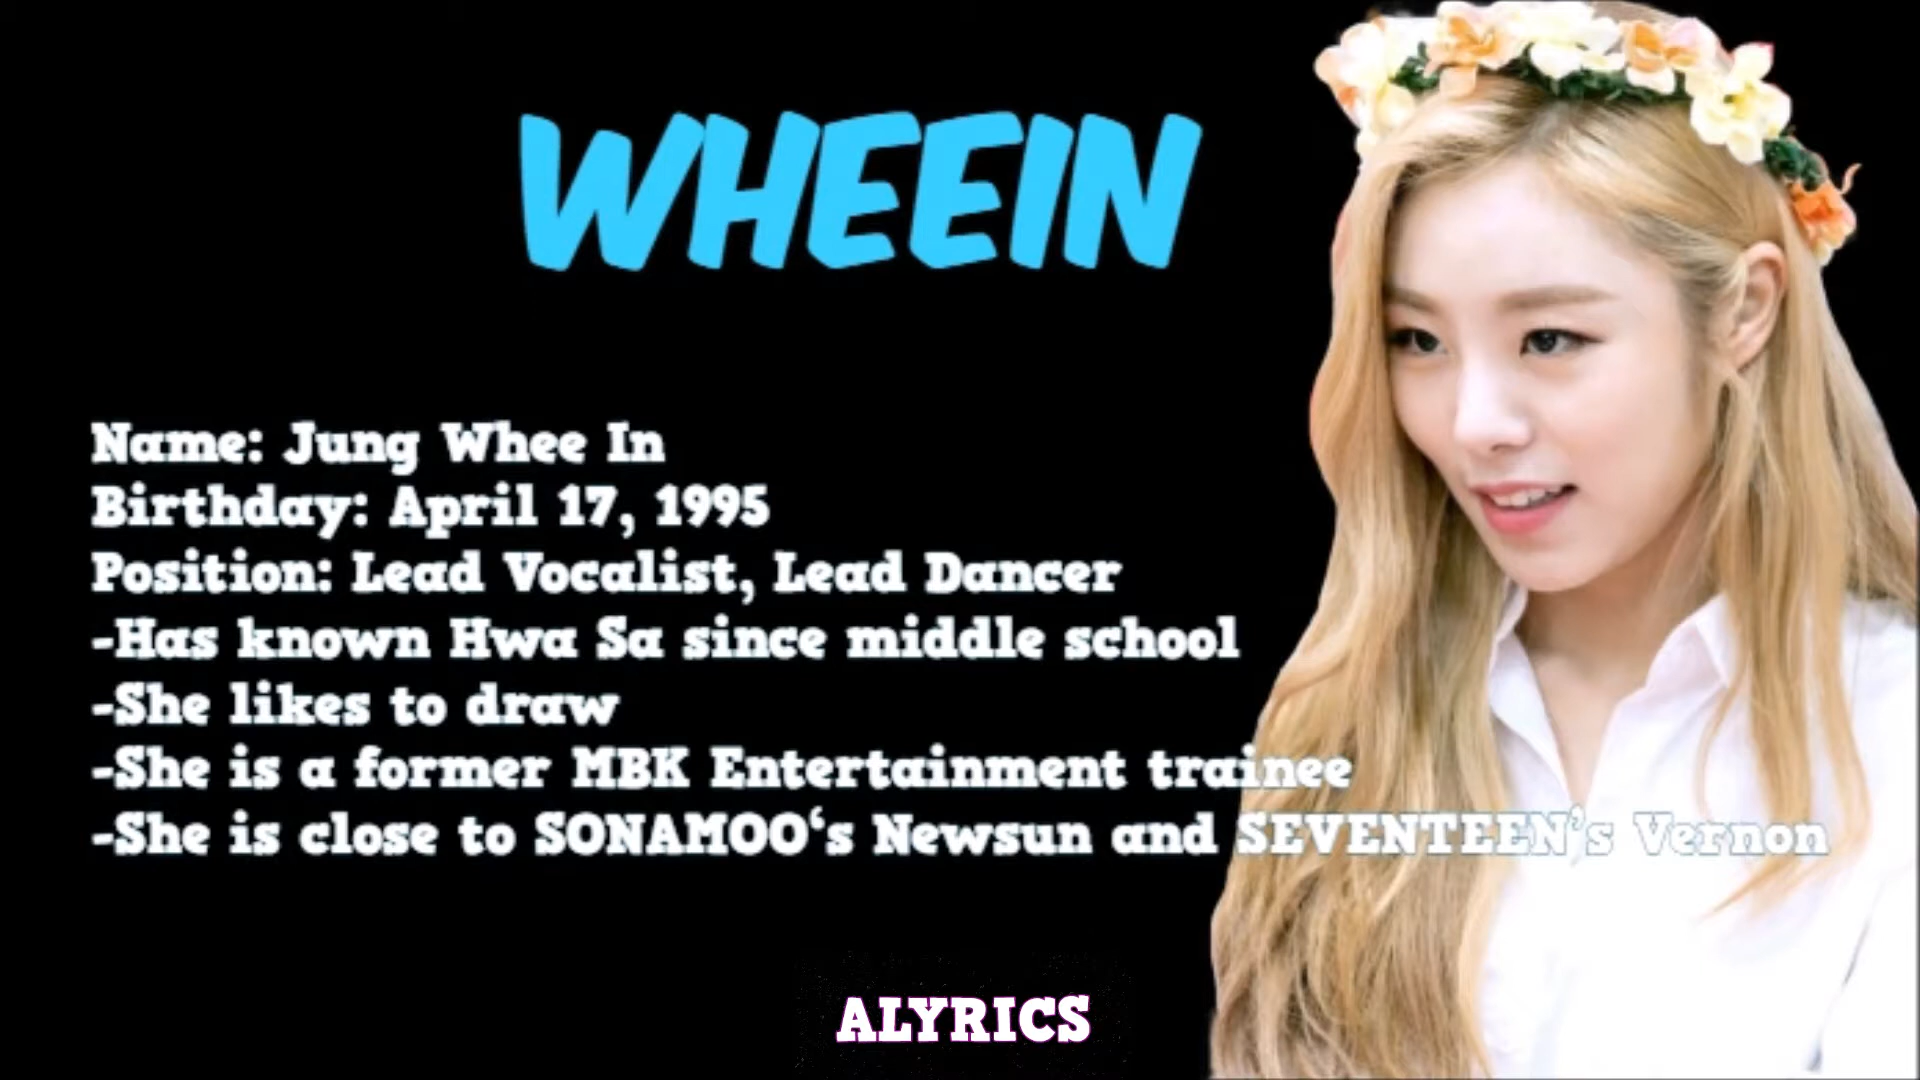 WHEEIN
Name: Jung Whee In
Birthday: April 17, 1995
Position: Lead Vocalist, Lead Dancer
-Has known Hwa Sa since middle school
-She likes to draw
-She is a former MBK Entertainment trainee
-She is close to SONAMOO‘s Newsun and SEVENTEEN’s Vernon
ALYRICS